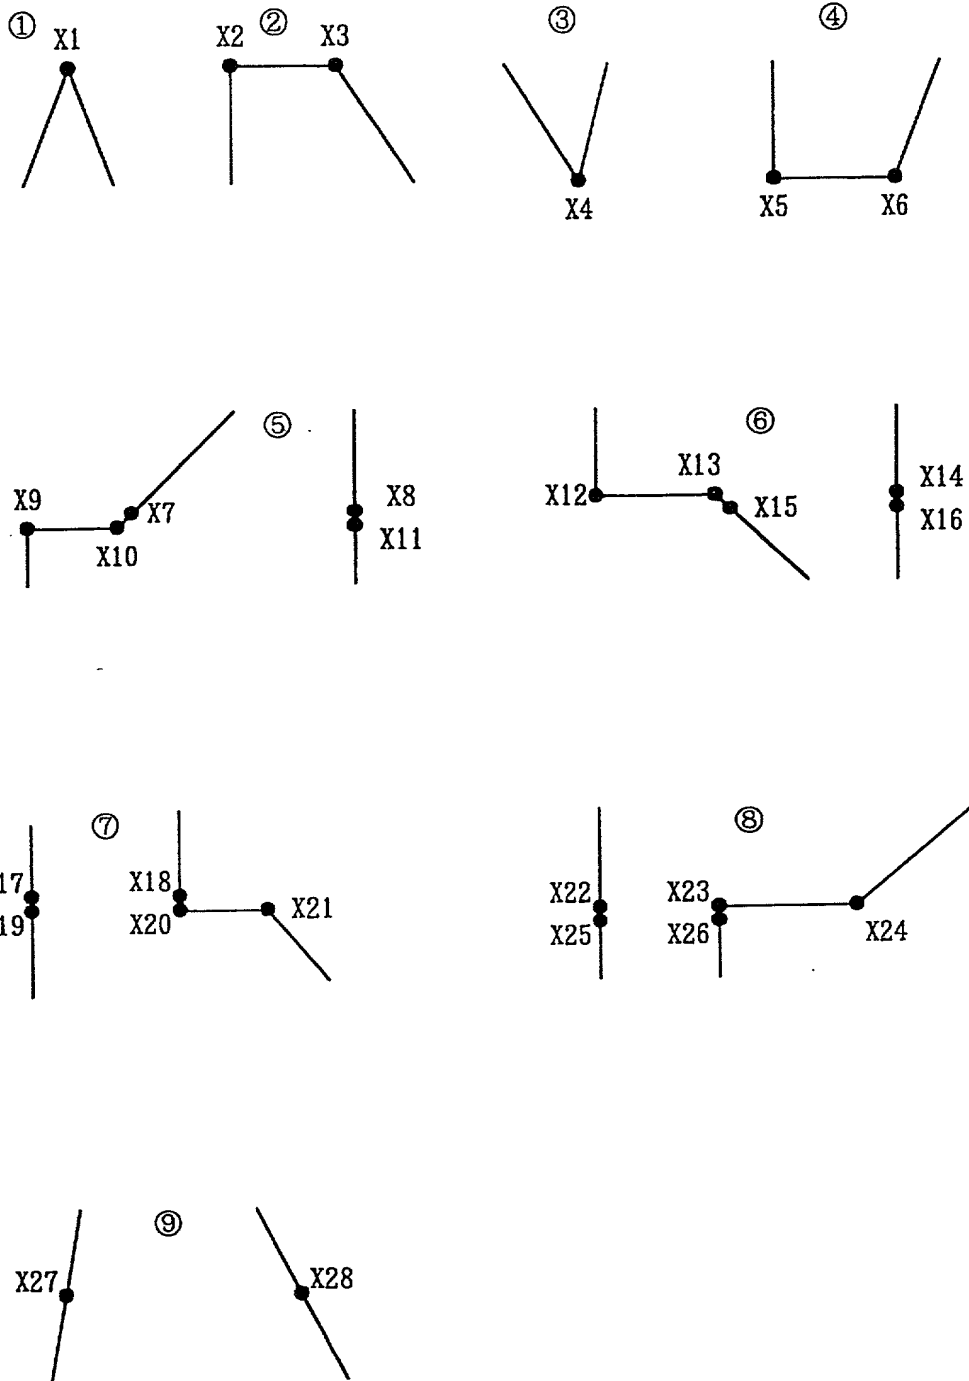 ① X1 X2 ② X3 ③ ④
X4 X5 X6
⑤ ⑥
X9 X7 X8 X12 X13 X14
X10 X11 X15 X16
⑦ ⑧
17 X18 X21 X22 X23
19 X20 X25 X26 X24
⑨
X27 X28